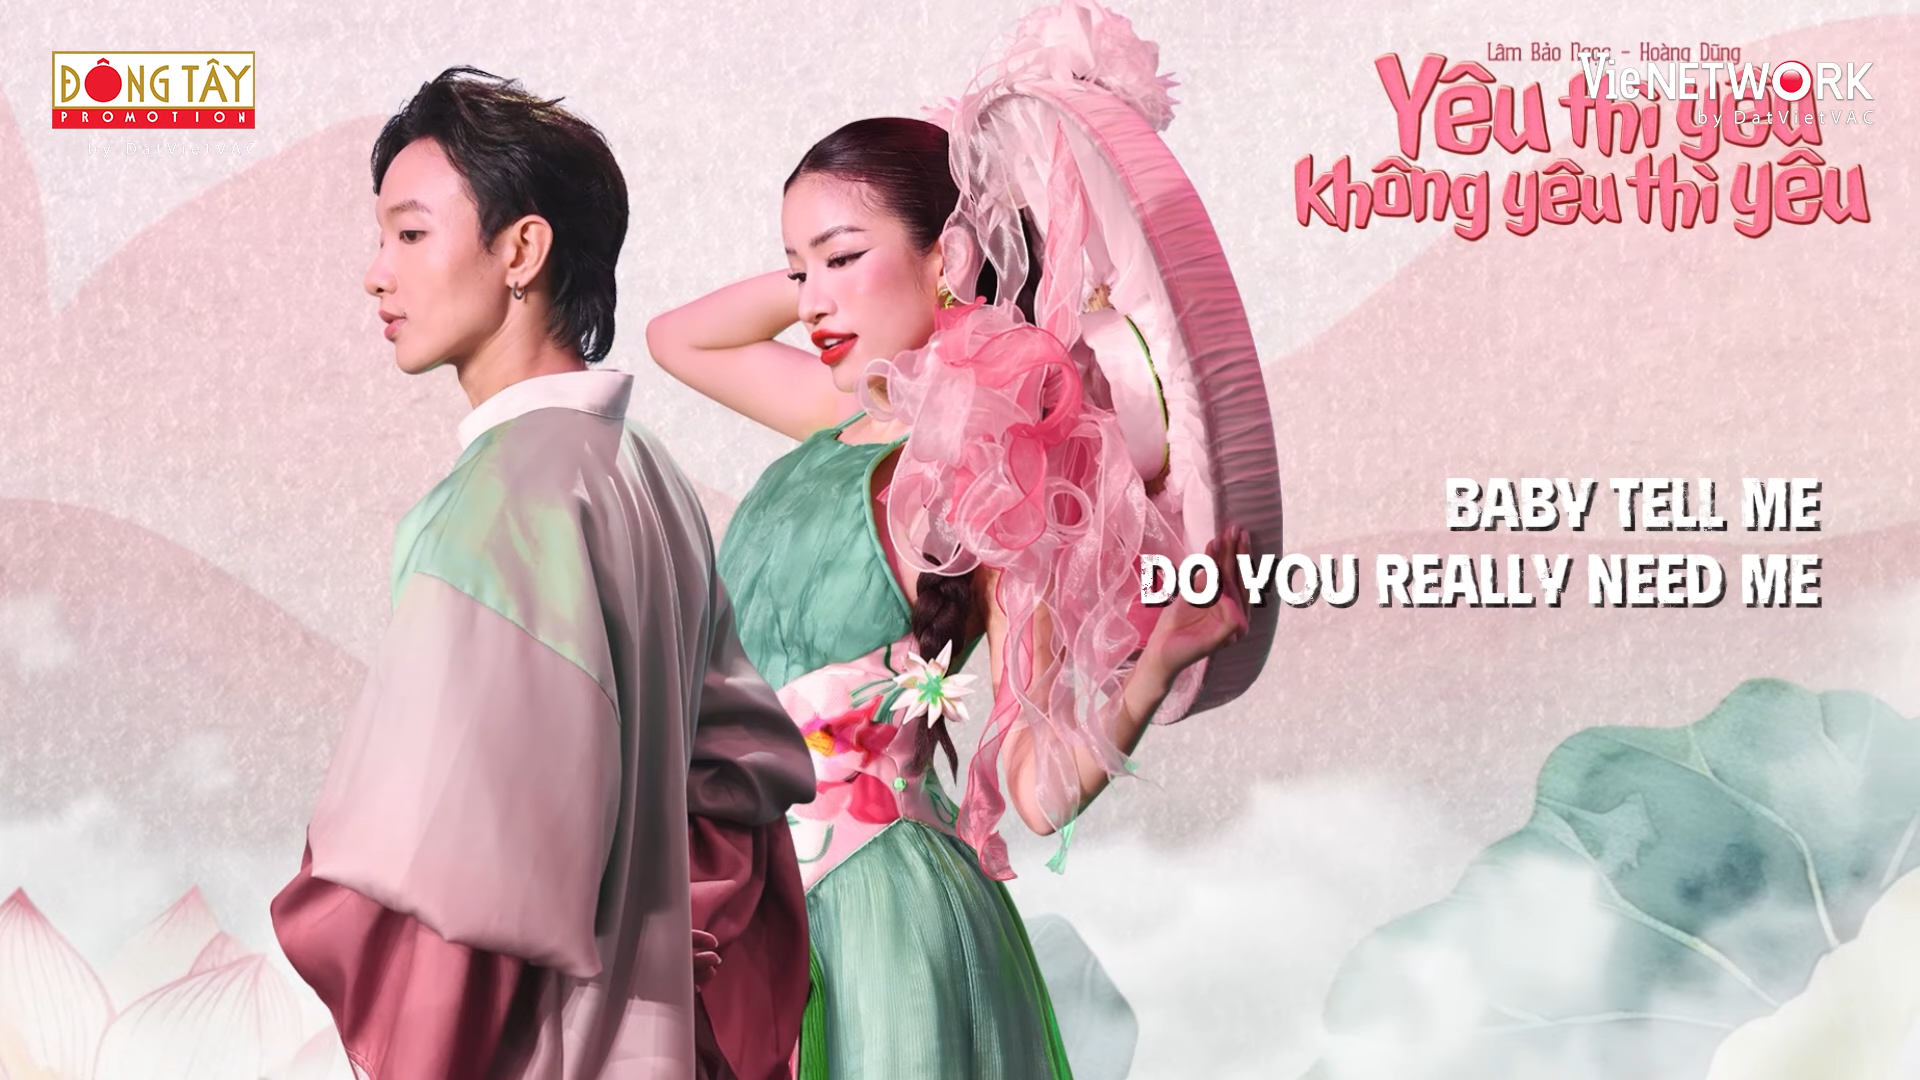 ĐÔNG TÂY
PROMOTION
by DatVietVAC
Lâm Bảo Ngọc - Hoàng Dũng
VieNETWORK
by DatVietVAC
Yêu thì yêu
không yêu thì yêu
BABY TELL ME
DO YOU REALLY NEED ME